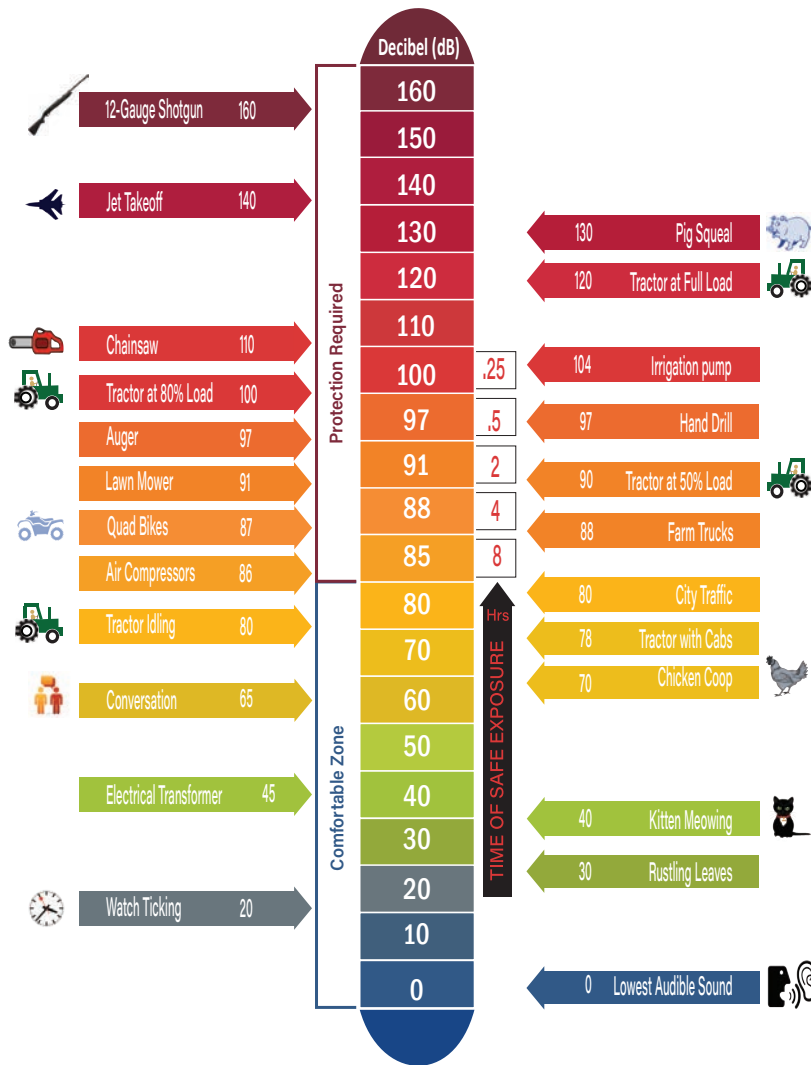 Decibel (dB)
160
150
140
130
120
110
100
97
91
88
85
80
70
60
50
40
30
20
10
0
12-Gauge Shotgun 160
Jet Takeoff 140
Chainsaw 110
Tractor at 80% Load 100
Auger 97
Lawn Mower 91
Quad Bikes 87
Air Compressors 86
Tractor Idling 80
Conversation 65
Electrical Transformer 45
Watch Ticking 20
Protection Required
Comfortable Zone
.25
.5
2
4
8
Hrs
TIME OF SAFE EXPOSURE
130 Pig Squeal
120 Tractor at Full Load
104 Irrigation pump
97 Hand Drill
90 Tractor at 50% Load
88 Farm Trucks
80 City Traffic
78 Tractor with Cabs
70 Chicken Coop
40 Kitten Meowing
30 Rustling Leaves
0 Lowest Audible Sound